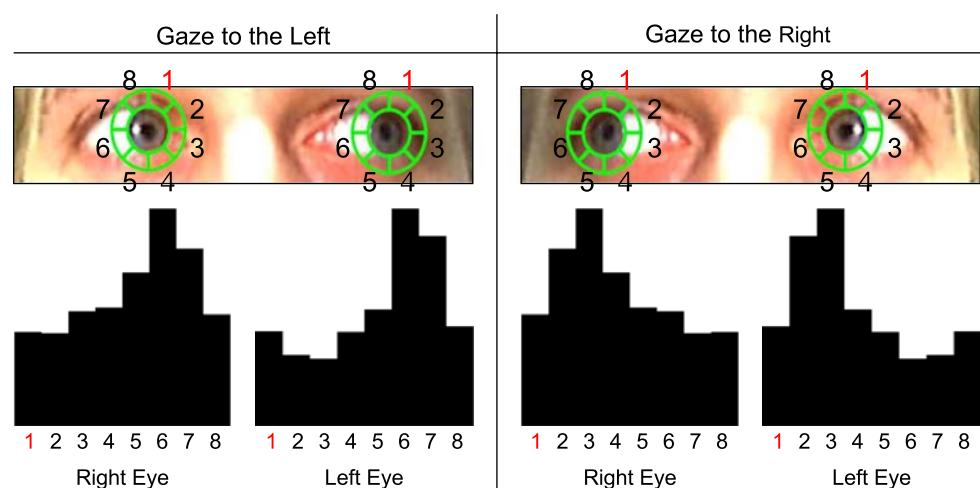 Gaze to the Left
Gaze to the Right
8 1 8 1 8 1 8 1
7 2 7 2 7 2 7 2
6 3 6 3 6 3 6 3
5 4 5 4 5 4 5 4
1 2 3 4 5 6 7 8
1 2 3 4 5 6 7 8
1 2 3 4 5 6 7 8
1 2 3 4 5 6 7 8
Right Eye
Left Eye
Right Eye
Left Eye